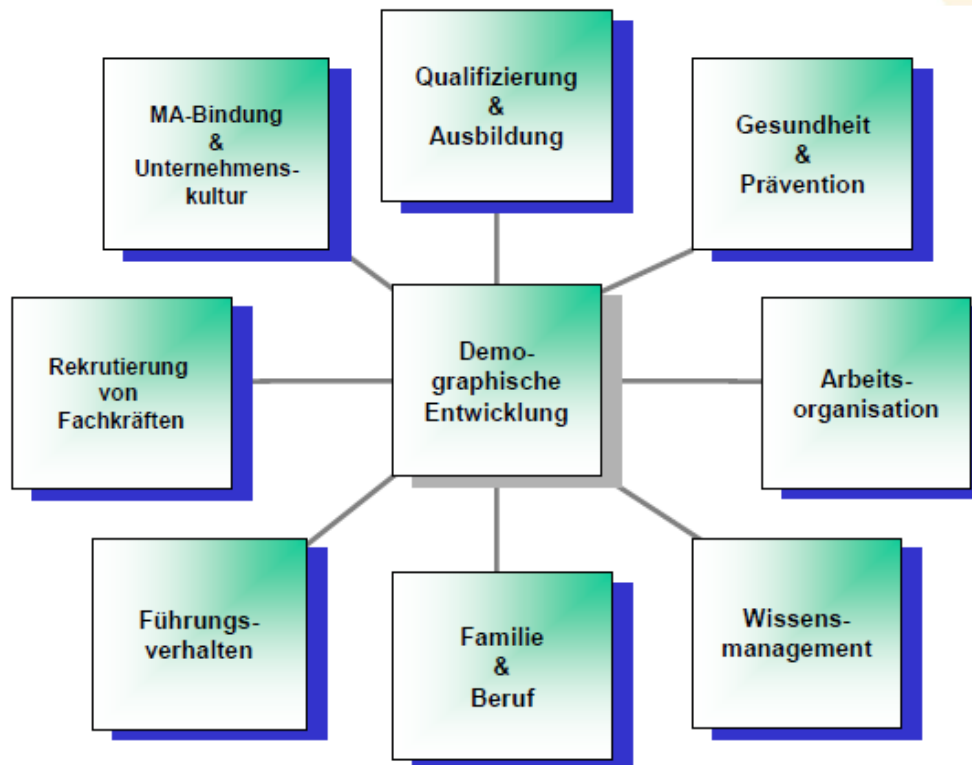 MA-Bindung
&
Unternehmens-
kultur
Qualifizierung
&
Ausbildung
Gesundheit
&
Prävention
Rekrutierung
von
Fachkräften
Demo-
graphische
Entwicklung
Arbeits-
organisation
Führungs-
verhalten
Familie
&
Beruf
Wissens-
management